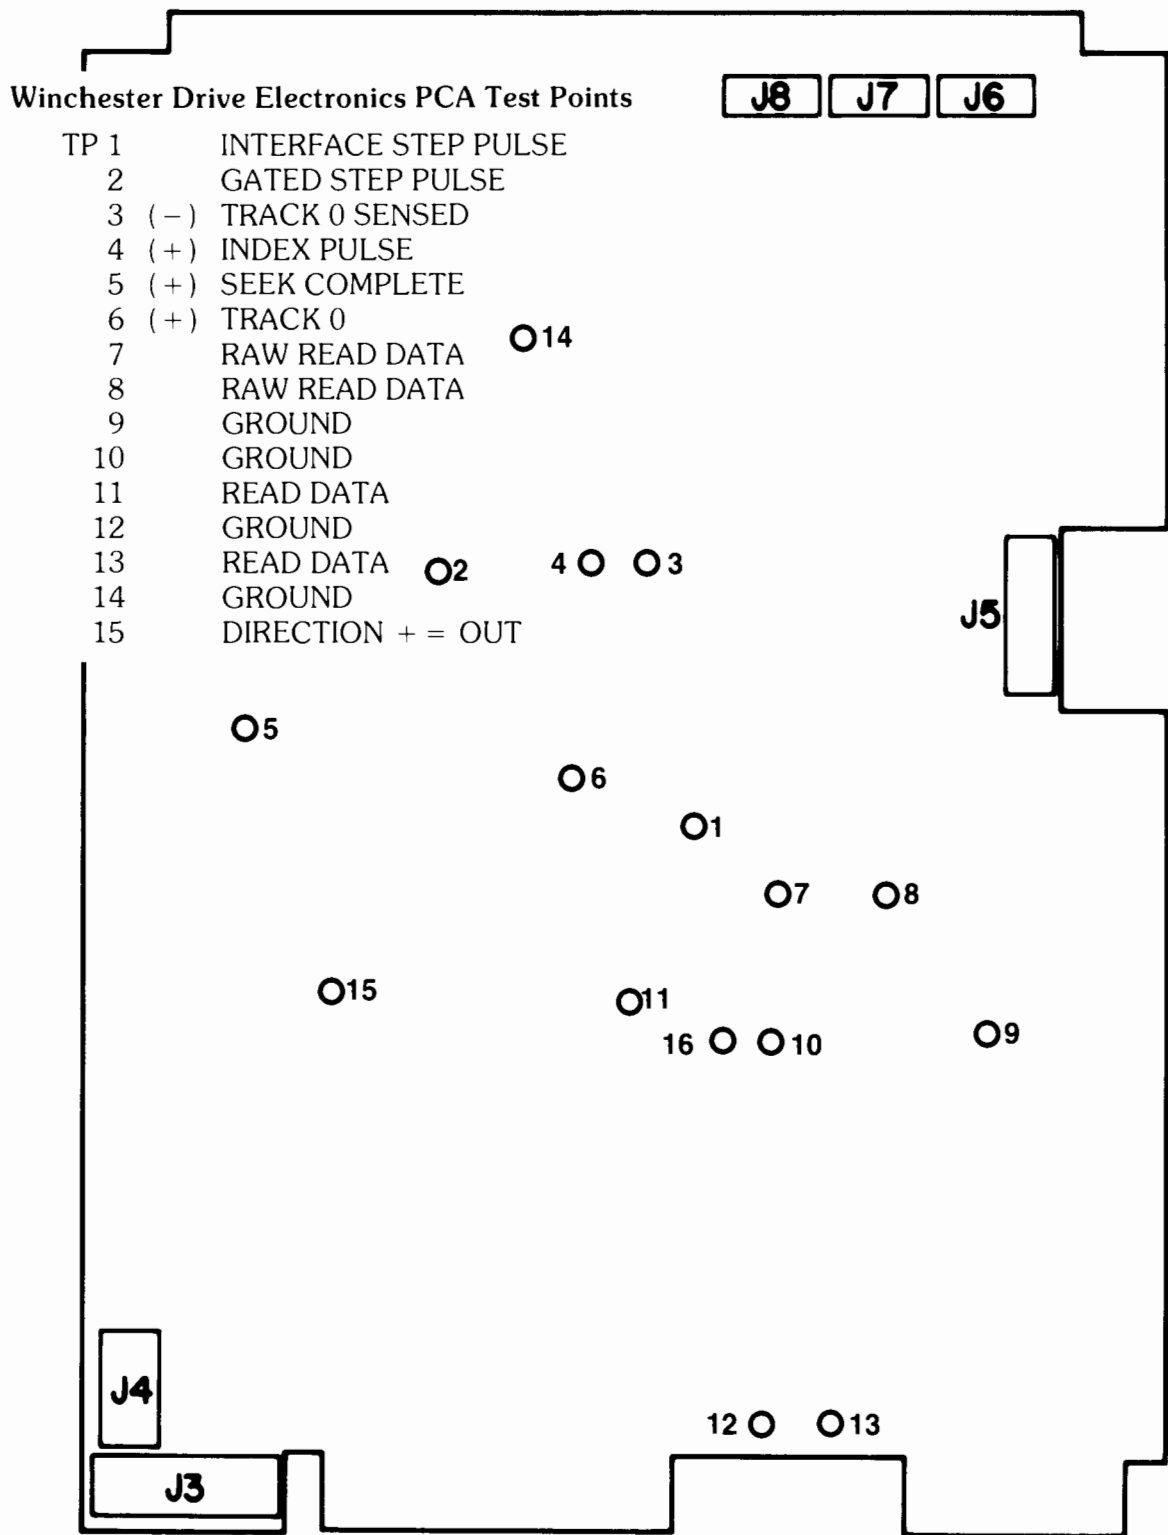 Winchester Drive Electronics PCA Test Points
J8 J7 J6
TP 1 INTERFACE STEP PULSE
2 GATED STEP PULSE
3 (−) TRACK 0 SENSED
4 (+) INDEX PULSE
5 (+) SEEK COMPLETE
6 (+) TRACK 0
14
7 RAW READ DATA
8 RAW READ DATA
9 GROUND
10 GROUND
11 READ DATA
12 GROUND
13 READ DATA
2
4
3
14 GROUND
15 DIRECTION + = OUT
J5
5
6
1
7
8
15
11
16
10
9
J4
12
13
J3